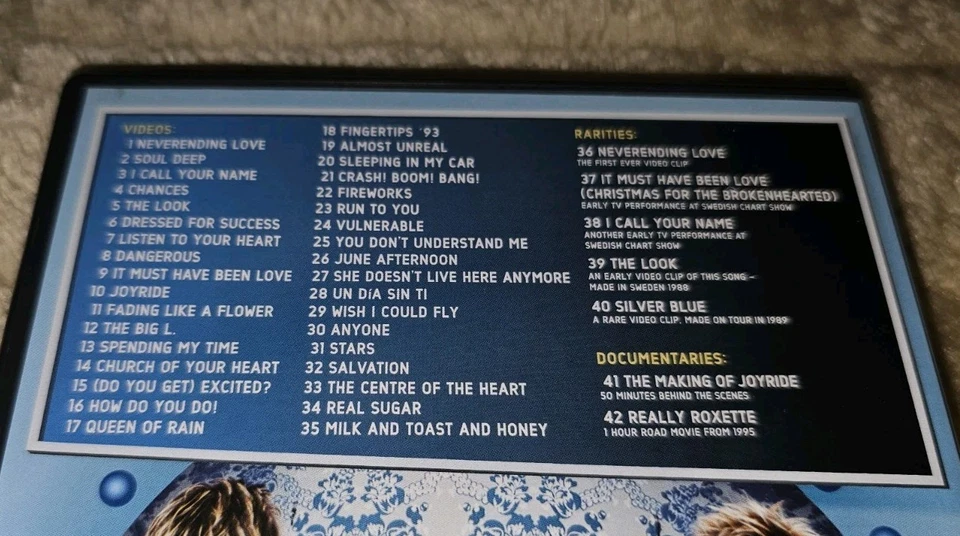 VIDEOS:
1 NEVERENDING LOVE
2 SOUL DEEP
3 I CALL YOUR NAME
4 CHANCES
5 THE LOOK
6 DRESSED FOR SUCCESS
7 LISTEN TO YOUR HEART
8 DANGEROUS
9 IT MUST HAVE BEEN LOVE
10 JOYRIDE
11 FADING LIKE A FLOWER
12 THE BIG L.
13 SPENDING MY TIME
14 CHURCH OF YOUR HEART
15 (DO YOU GET) EXCITED?
16 HOW DO YOU DO!
17 QUEEN OF RAIN
18 FINGERTIPS '93
19 ALMOST UNREAL
20 SLEEPING IN MY CAR
21 CRASH! BOOM! BANG!
22 FIREWORKS
23 RUN TO YOU
24 VULNERABLE
25 YOU DON'T UNDERSTAND ME
26 JUNE AFTERNOON
27 SHE DOESN'T LIVE HERE ANYMORE
28 UN DíA SIN TI
29 WISH I COULD FLY
30 ANYONE
31 STARS
32 SALVATION
33 THE CENTRE OF THE HEART
34 REAL SUGAR
35 MILK AND TOAST AND HONEY
RARITIES:
36 NEVERENDING LOVE
THE FIRST EVER VIDEO CLIP
37 IT MUST HAVE BEEN LOVE
(CHRISTMAS FOR THE BROKENHEARTED)
EARLY TV PERFORMANCE AT SWEDISH CHART SHOW
38 I CALL YOUR NAME
ANOTHER EARLY TV PERFORMANCE AT
SWEDISH CHART SHOW
39 THE LOOK
AN EARLY VIDEO CLIP OF THIS SONG –
MADE IN SWEDEN 1988
40 SILVER BLUE
A RARE VIDEO CLIP. MADE ON TOUR IN 1989
DOCUMENTARIES:
41 THE MAKING OF JOYRIDE
50 MINUTES BEHIND THE SCENES
42 REALLY ROXETTE
1 HOUR ROAD MOVIE FROM 1995